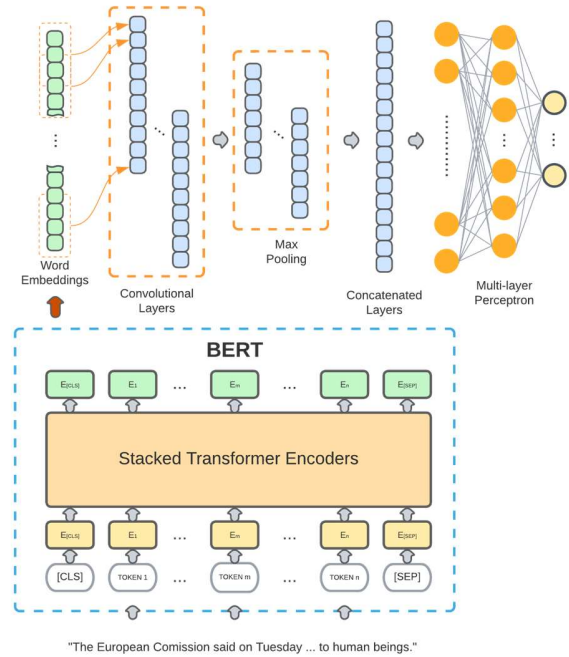 Word
Embeddings
Convolutional
Layers
Max
Pooling
Concatenated
Layers
Multi-layer
Perceptron
BERT
E[CLS] E1 ... Em ... En E[SEP]
Stacked Transformer Encoders
E[CLS] E1 ... Em ... En E[SEP]
[CLS] TOKEN 1 ... TOKEN m ... TOKEN n [SEP]
"The European Comission said on Tuesday ... to human beings."